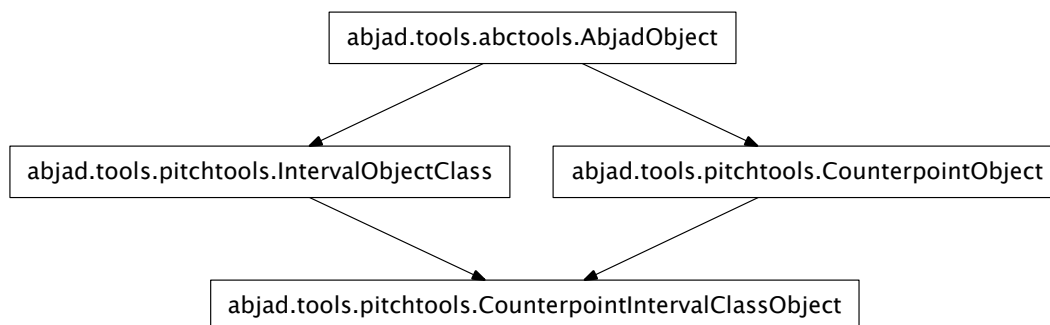 abjad.tools.abctools.AbjadObject
abjad.tools.pitchtools.IntervalObjectClass
abjad.tools.pitchtools.CounterpointObject
abjad.tools.pitchtools.CounterpointIntervalClassObject